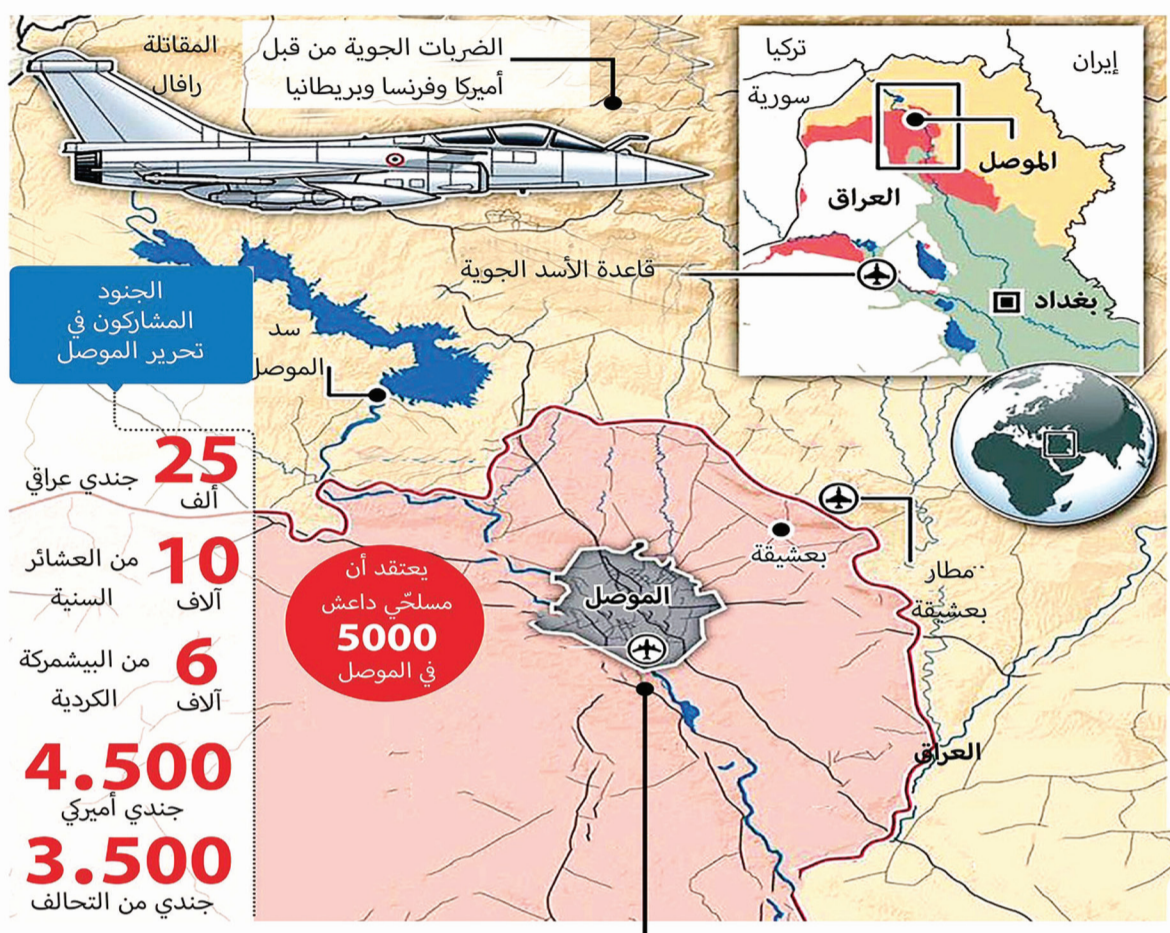 المقاتلة
رافال
الضربات الجوية من قبل
أميركا وفرنسا وبريطانيا
تركيا
إيران
سورية
الموصل
العراق
قاعدة الأسد الجوية
بغداد
الجنود
المشاركون في
تحرير الموصل
سد
الموصل
25
ألف
جندي عراقي
10
آلاف
من العشائر
السنية
6
آلاف
من البيشمركة
الكردية
4.500
جندي أميركي
3.500
جندي من التحالف
يعتقد أن
مسلحّي داعش
5000
في الموصل
الموصل
بعشيقة
مطار
بعشيقة
العراق